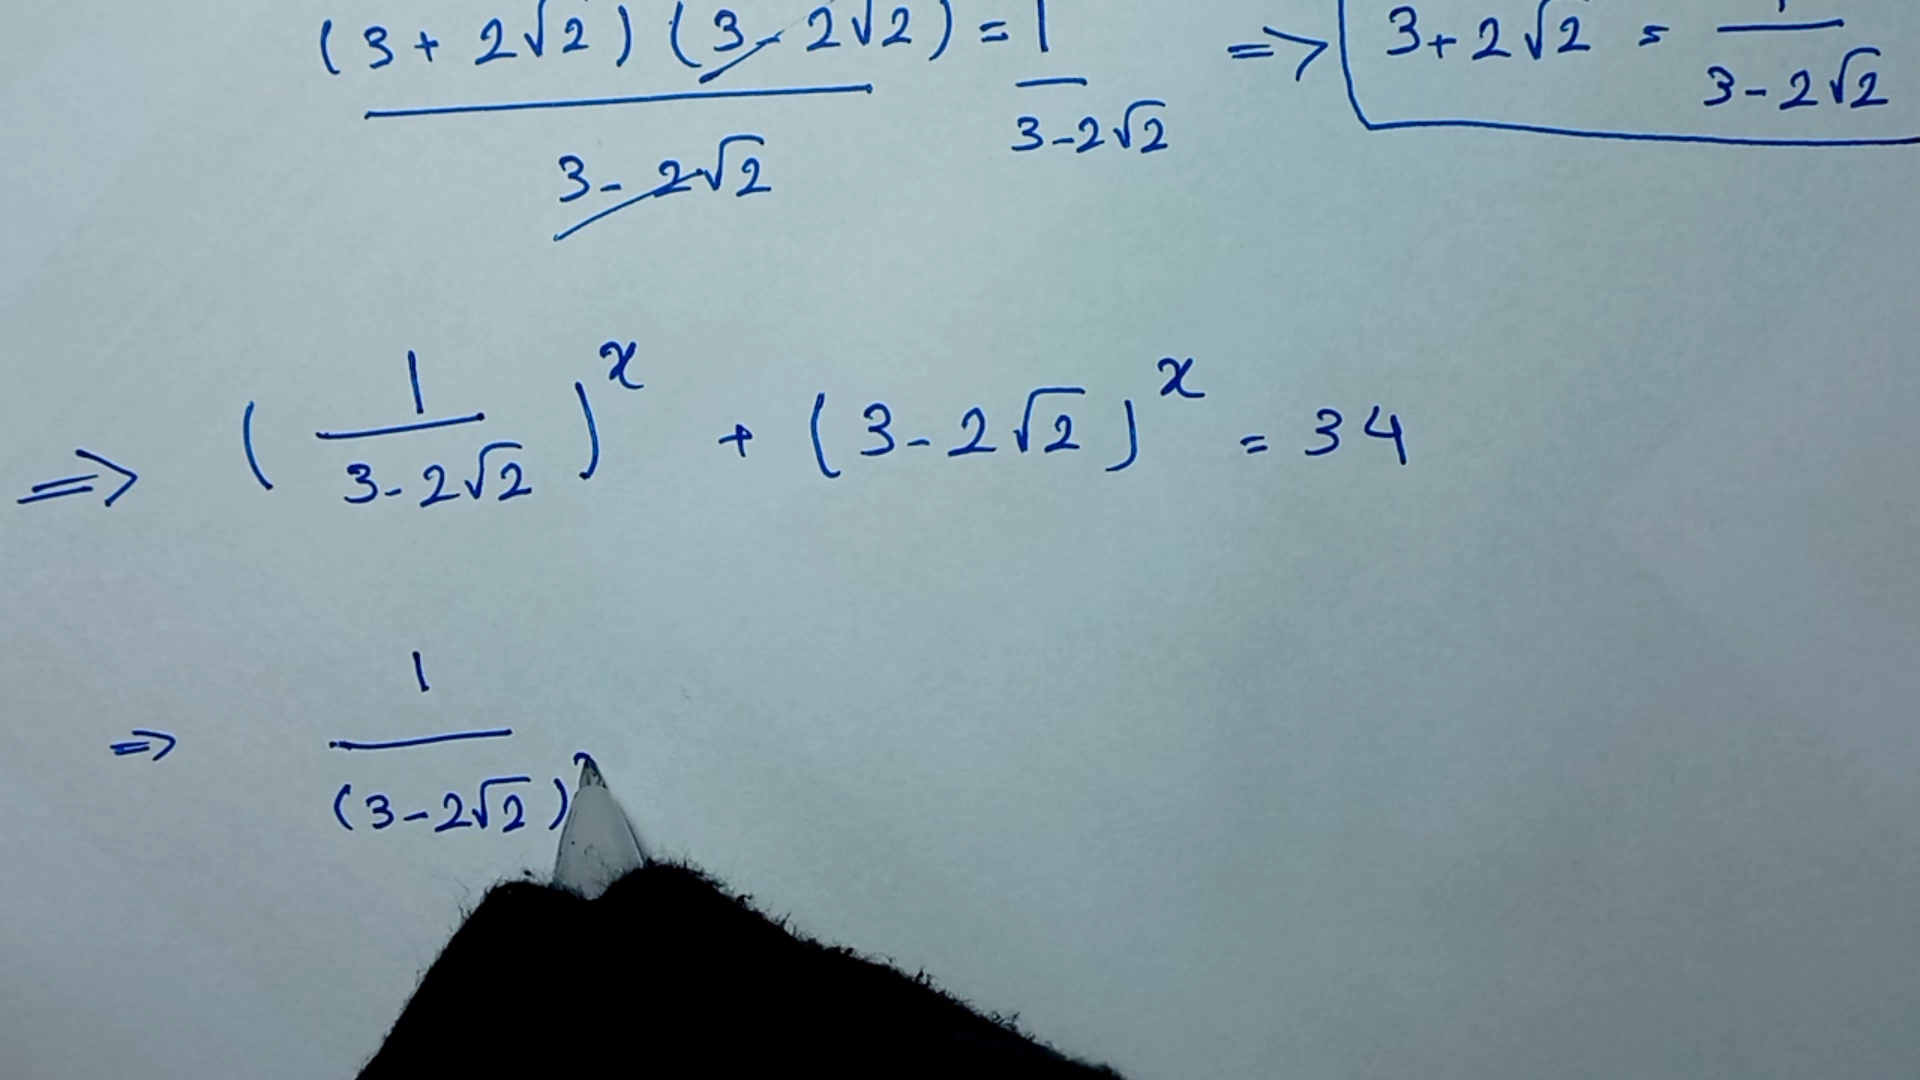 (3 + 2√2) (3 - 2√2) / 3 - 2√2 = 1 / 3 - 2√2 => 3 + 2√2 = 1 / 3 - 2√2
=> (1 / 3 - 2√2)^x + (3 - 2√2)^x = 34
=> 1 / (3 - 2√2)